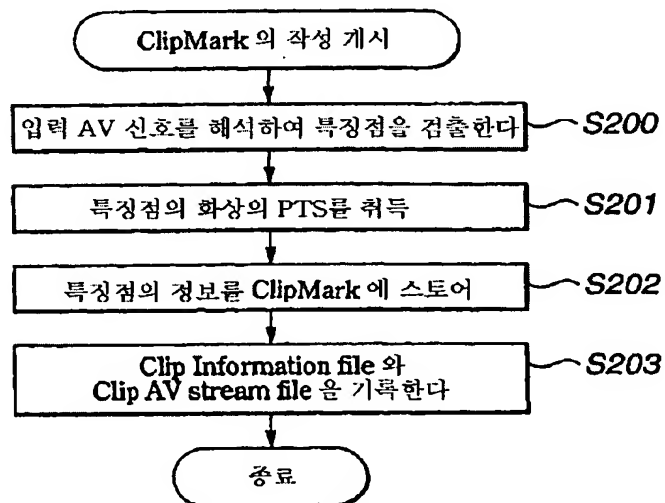 ClipMark 의 작성 게시
입력 AV 신호를 해석하여 특징점을 검출한다
S200
특징점의 화상의 PTS를 취득
S201
특징점의 정보를 ClipMark 에 스토어
S202
Clip Information file 와
Clip AV stream file 을 기록한다
S203
종료